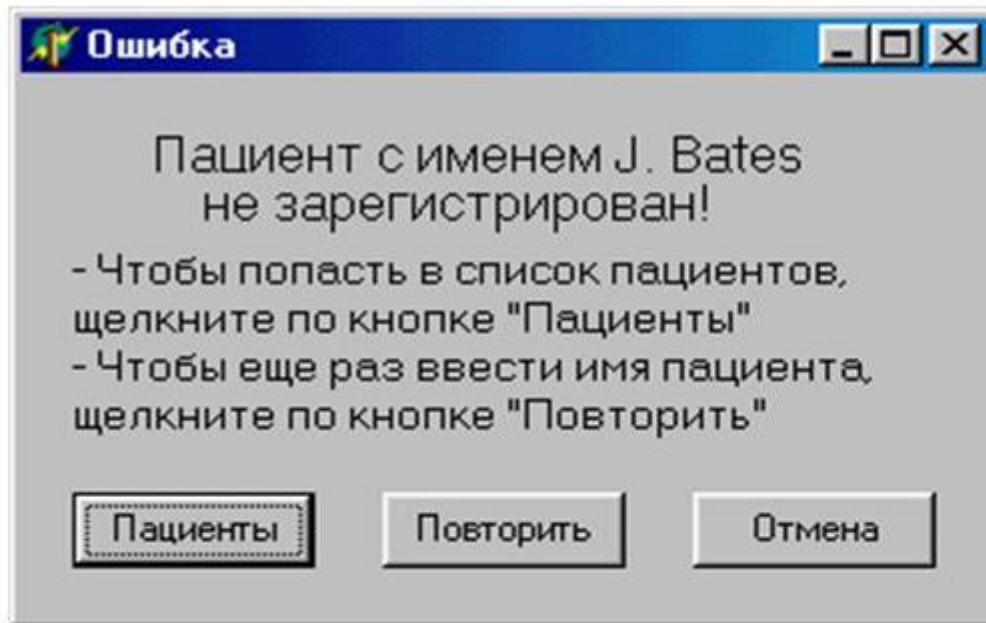 Ошибка
Пациент с именем J. Bates
не зарегистрирован!
- Чтобы попасть в список пациентов,
щелкните по кнопке "Пациенты"
- Чтобы еще раз ввести имя пациента,
щелкните по кнопке "Повторить"
Пациенты Повторить Отмена